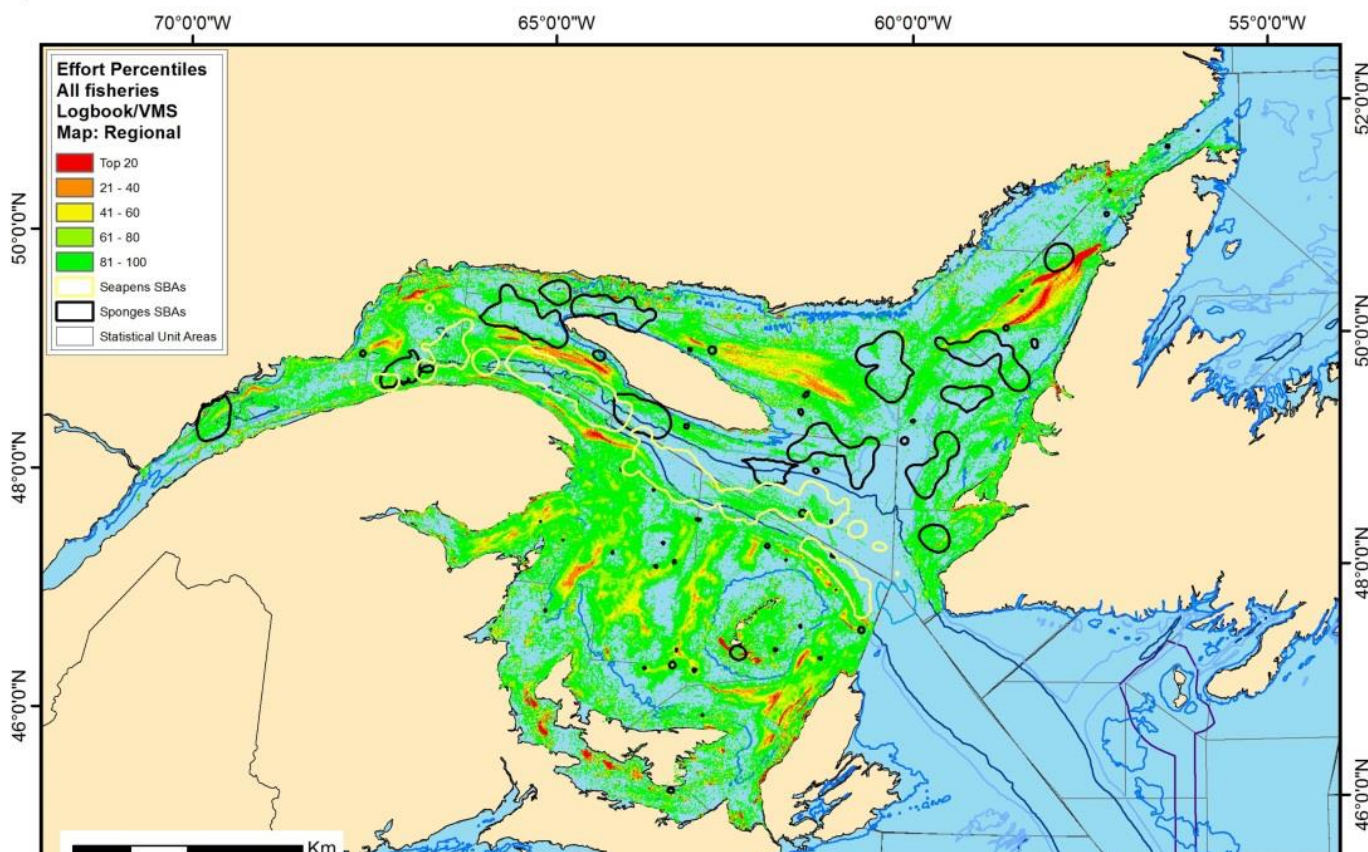 70°0'0"W 65°0'0"W 60°0'0"W 55°0'0"W
Effort Percentiles
All fisheries
Logbook/VMS
Map: Regional
Top 20
21 - 40
41 - 60
61 - 80
81 - 100
Seapens SBAs
Sponges SBAs
Statistical Unit Areas
52°0'0"N
50°0'0"N
50°0'0"N
48°0'0"N
48°0'0"N
46°0'0"N
46°0'0"N
Km